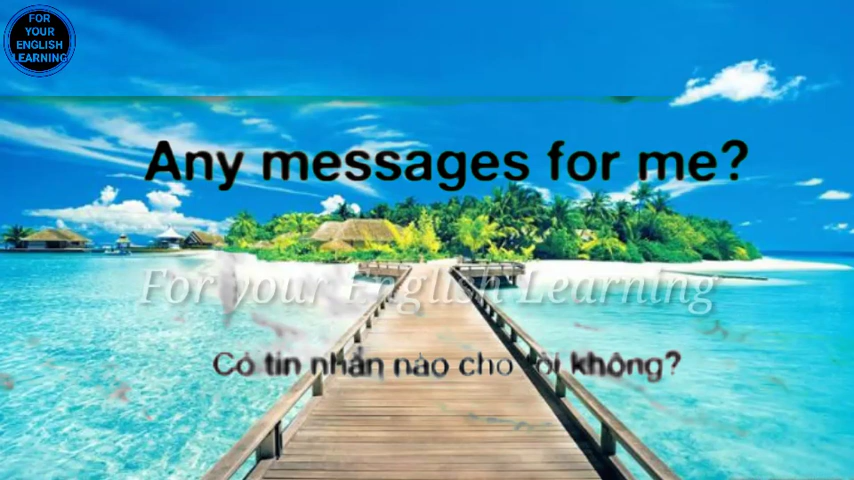 FOR
YOUR
ENGLISH
LEARNING
Any messages for me?
For your English Learning
Có tin nhắn nào cho tôi không?